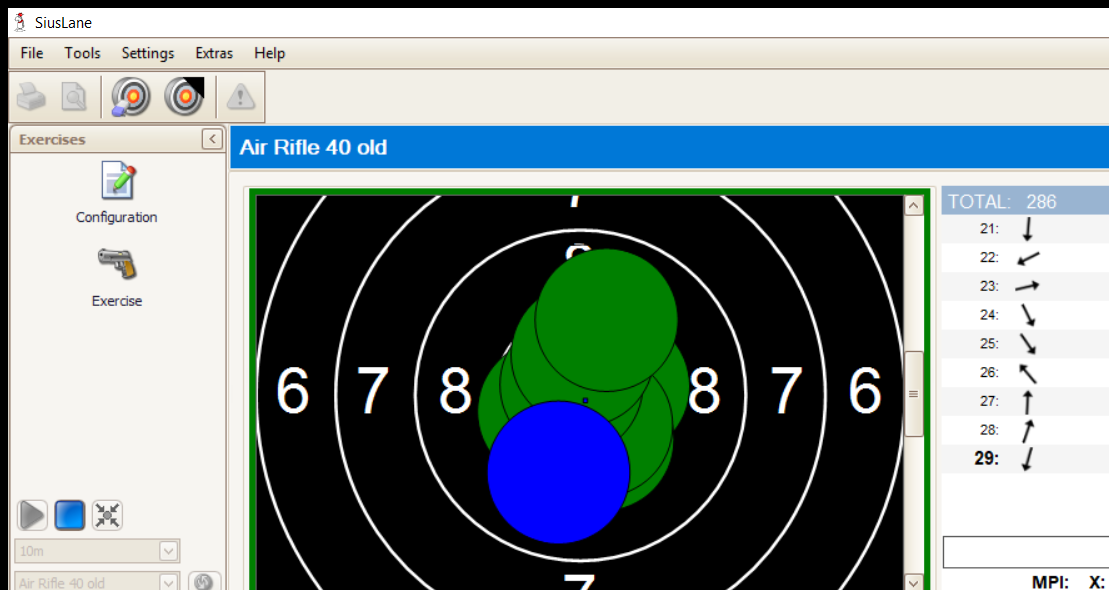 SiusLane
File Tools Settings Extras Help
Exercises
Configuration
Exercise
10m
Air Rifle 40 old
Air Rifle 40 old
7
6 7 8 8 7 6
7
TOTAL: 286
21:
22:
23:
24:
25:
26:
27:
28:
29:
MPI: X: